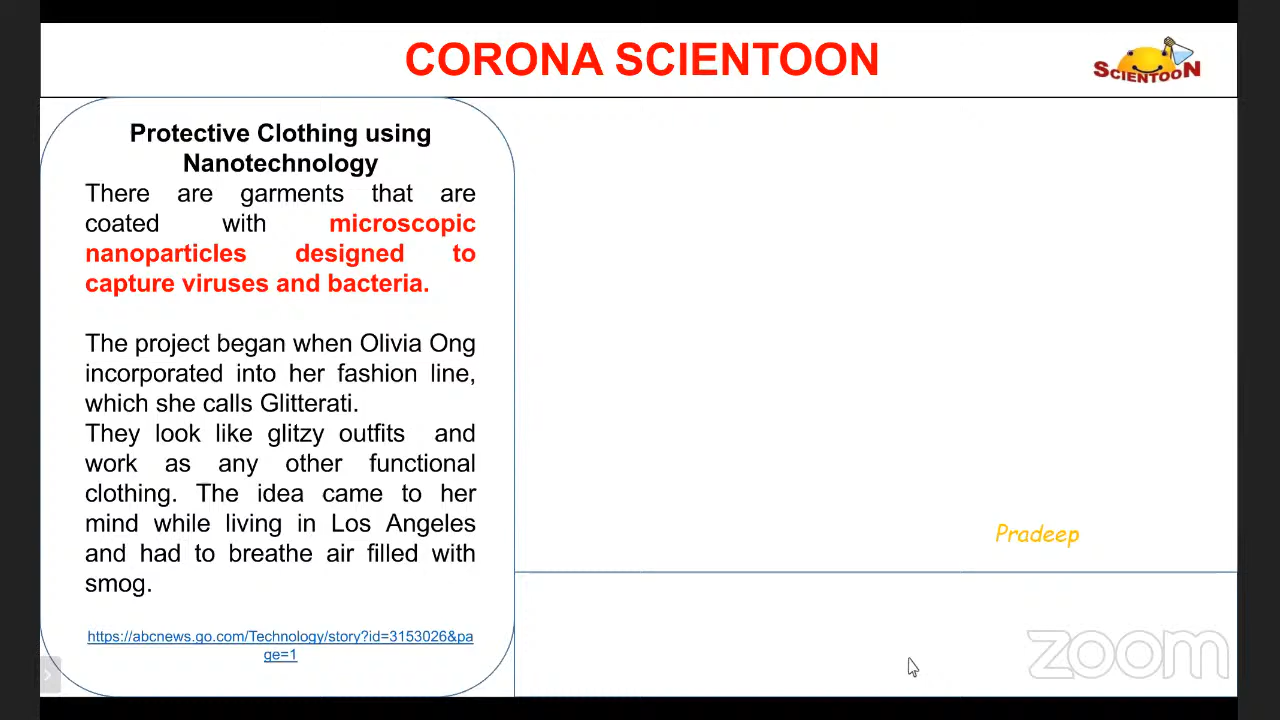 CORONA SCIENTOON
SCIENTOON
Protective Clothing using
Nanotechnology
There are garments that are
coated with microscopic
nanoparticles designed to
capture viruses and bacteria.
The project began when Olivia Ong
incorporated into her fashion line,
which she calls Glitterati.
They look like glitzy outfits and
work as any other functional
clothing. The idea came to her
mind while living in Los Angeles
and had to breathe air filled with
smog.
https://abcnews.go.com/Technology/story?id=3153026&pa
ge=1
Pradeep
zoom